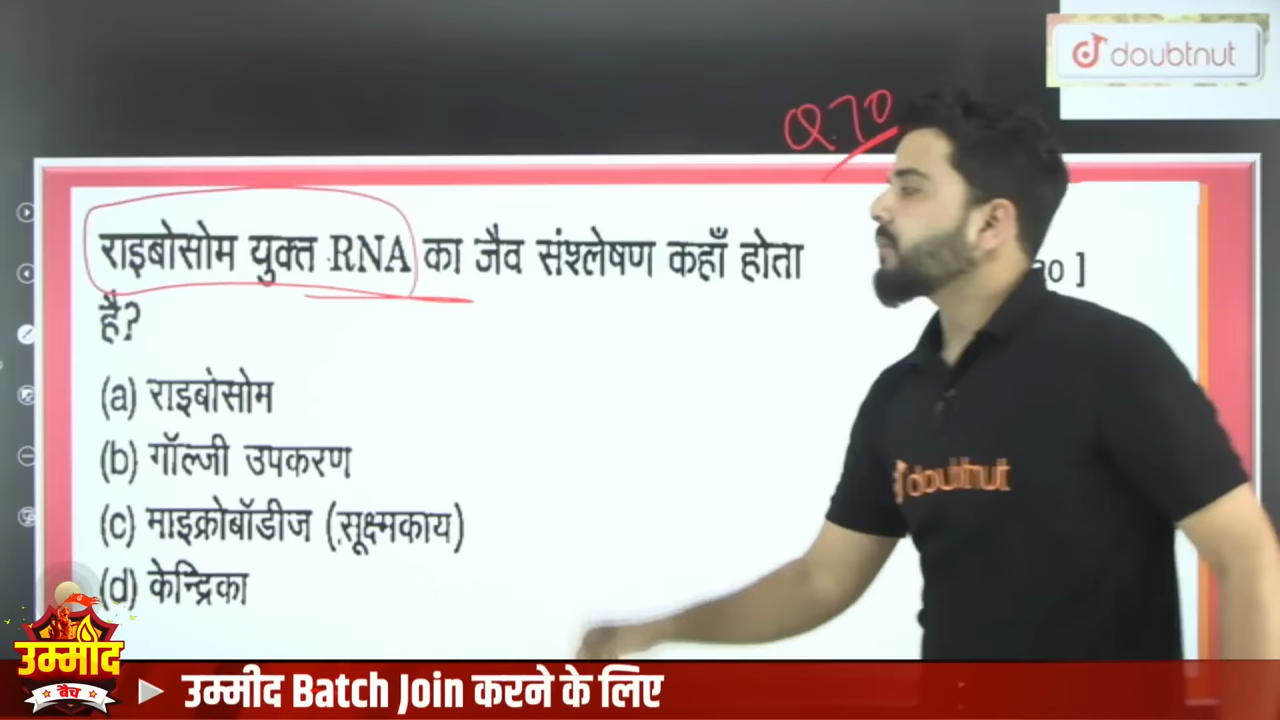 doubtnut
Q.70
राइबोसोम युक्त RNA का जैव संश्लेषण कहाँ होता
है?
(a) राइबोसोम
(b) गॉल्जी उपकरण
(c) माइक्रोबॉडीज (सूक्ष्मकाय)
(d) केन्द्रिका
doubtnut
उम्मीद
बैच
उम्मीद Batch Join करने के लिए